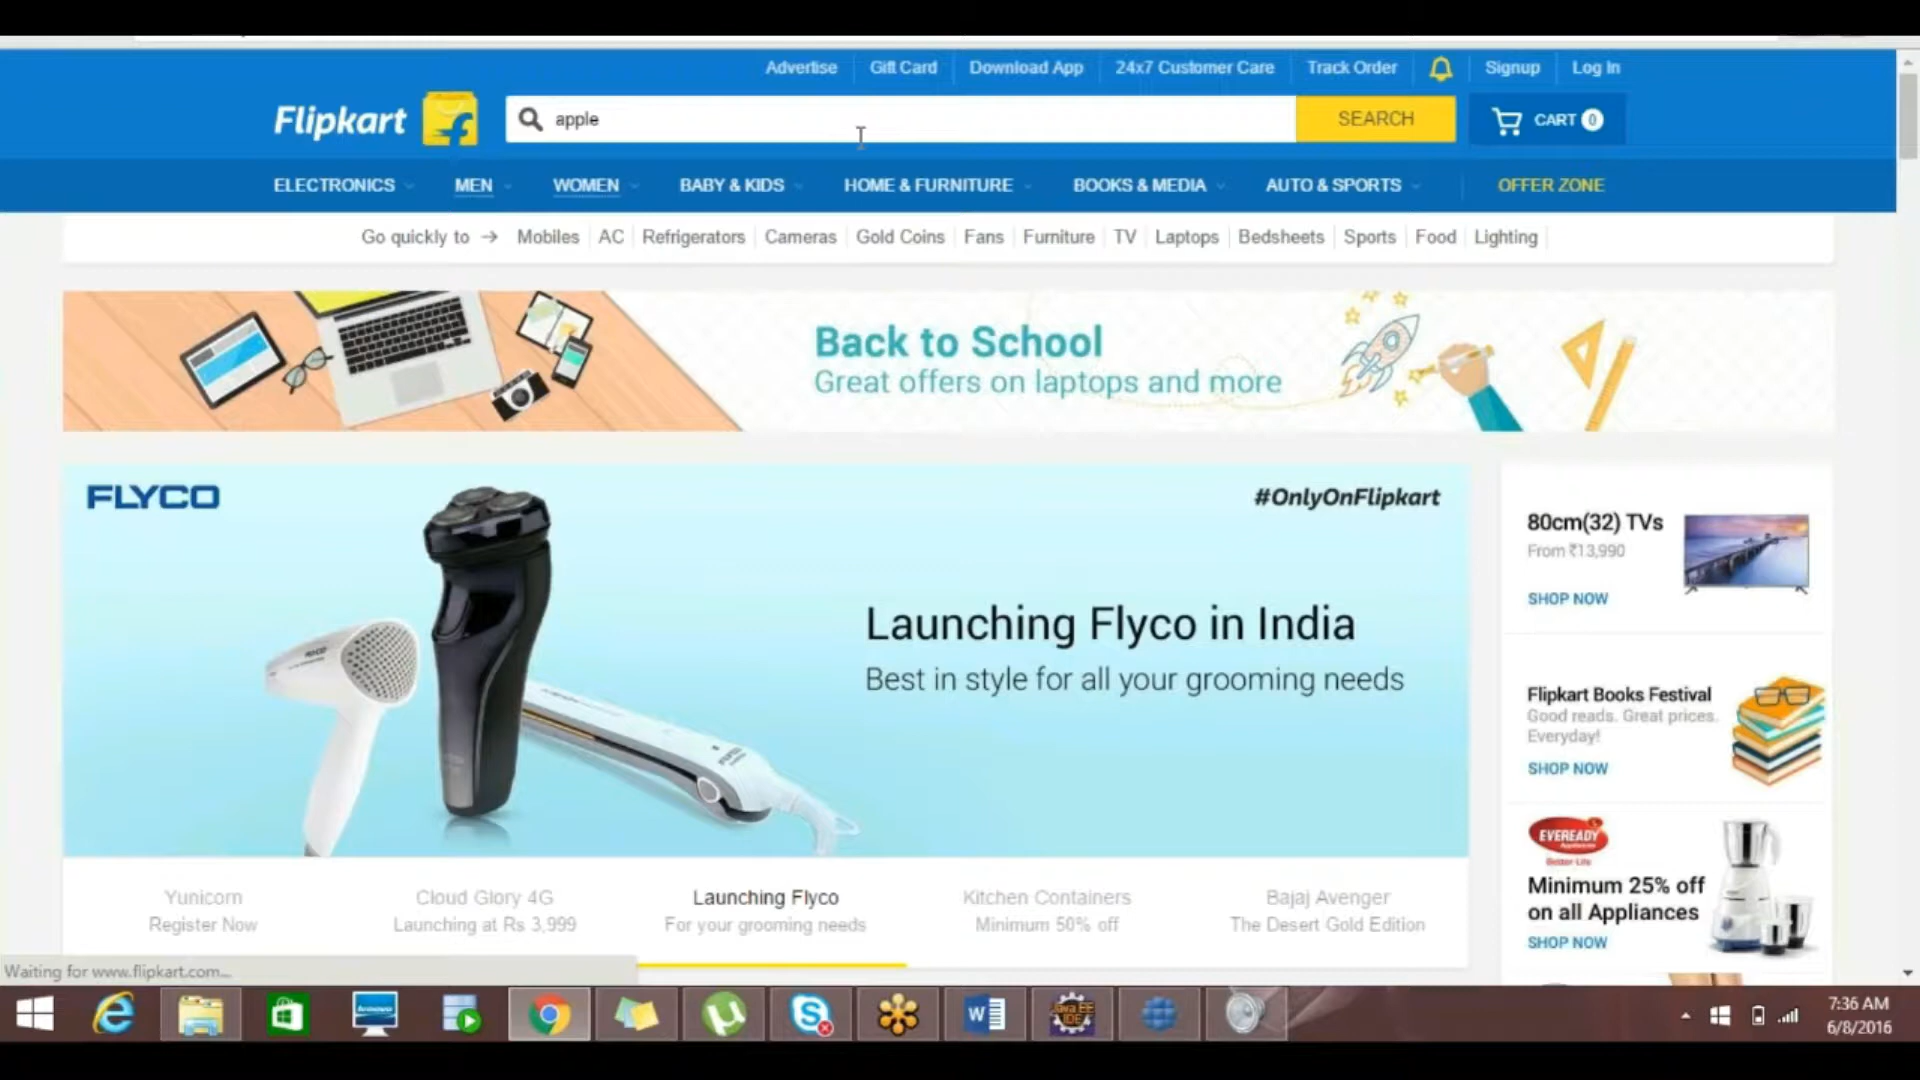 Advertise Gift Card Download App 24x7 Customer Care Track Order Signup Log In
Flipkart apple SEARCH CART 0
ELECTRONICS MEN WOMEN BABY & KIDS HOME & FURNITURE BOOKS & MEDIA AUTO & SPORTS OFFER ZONE
Go quickly to → Mobiles AC Refrigerators Cameras Gold Coins Fans Furniture TV Laptops Bedsheets Sports Food Lighting
Back to School
Great offers on laptops and more
FLYCO
#OnlyOnFlipkart
Launching Flyco in India
Best in style for all your grooming needs
80cm(32) TVs
From ₹13,990
SHOP NOW
Flipkart Books Festival
Good reads. Great prices.
Everyday!
SHOP NOW
EVEREADY
Minimum 25% off
on all Appliances
SHOP NOW
Yunicorn
Register Now
Cloud Glory 4G
Launching at Rs 3,999
Launching Flyco
For your grooming needs
Kitchen Containers
Minimum 50% off
Bajaj Avenger
The Desert Gold Edition
Waiting for www.flipkart.com...
lenovo
Java EE
IDE
7:36 AM
6/8/2016